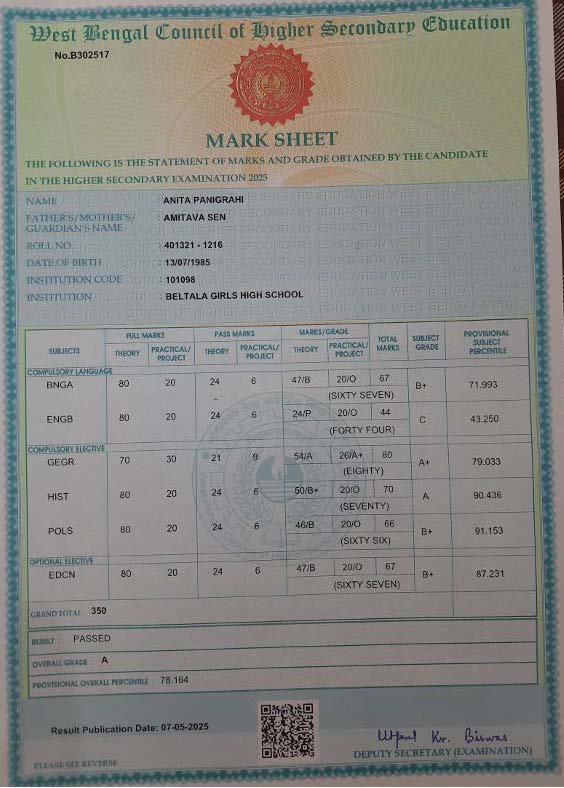 West Bengal Council of Higher Secondary Education
No.B302517
MARK SHEET
THE FOLLOWING IS THE STATEMENT OF MARKS AND GRADE OBTAINED BY THE CANDIDATE
IN THE HIGHER SECONDARY EXAMINATION 2025
NAME : ANITA PANIGRAHI
FATHER'S/MOTHER'S/ : AMITAVA SEN
GUARDIAN'S NAME
ROLL NO. : 401321 - 1216
DATE OF BIRTH : 13/07/1985
INSTITUTION CODE : 101098
INSTITUTION : BELTALA GIRLS HIGH SCHOOL
SUBJECTS FULL MARKS PASS MARKS MARKS/GRADE TOTAL MARKS SUBJECT GRADE PROVISIONAL SUBJECT PERCENTILE
THEORY PRACTICAL/PROJECT THEORY PRACTICAL/PROJECT THEORY PRACTICAL/PROJECT
COMPULSORY LANGUAGE
BNGA 80 20 24 6 47/B 20/O 67 B+ 71.993
(SIXTY SEVEN)
ENGB 80 20 24 6 24/P 20/O 44 C 43.250
(FORTY FOUR)
COMPULSORY ELECTIVE
GEGR 70 30 21 9 54/A 26/A+ 80 A+ 79.033
(EIGHTY)
HIST 80 20 24 6 50/B+ 20/O 70 A 90.436
(SEVENTY)
POLS 80 20 24 6 46/B 20/O 66 B+ 91.153
(SIXTY SIX)
OPTIONAL ELECTIVE
EDCN 80 20 24 6 47/B 20/O 67 B+ 87.231
(SIXTY SEVEN)
GRAND TOTAL 350
RESULT : PASSED
OVERALL GRADE : A
PROVISIONAL OVERALL PERCENTILE : 78.164
Result Publication Date: 07-05-2025
Utpal Kr. Biswas
DEPUTY SECRETARY (EXAMINATION)
PLEASE SEE REVERSE